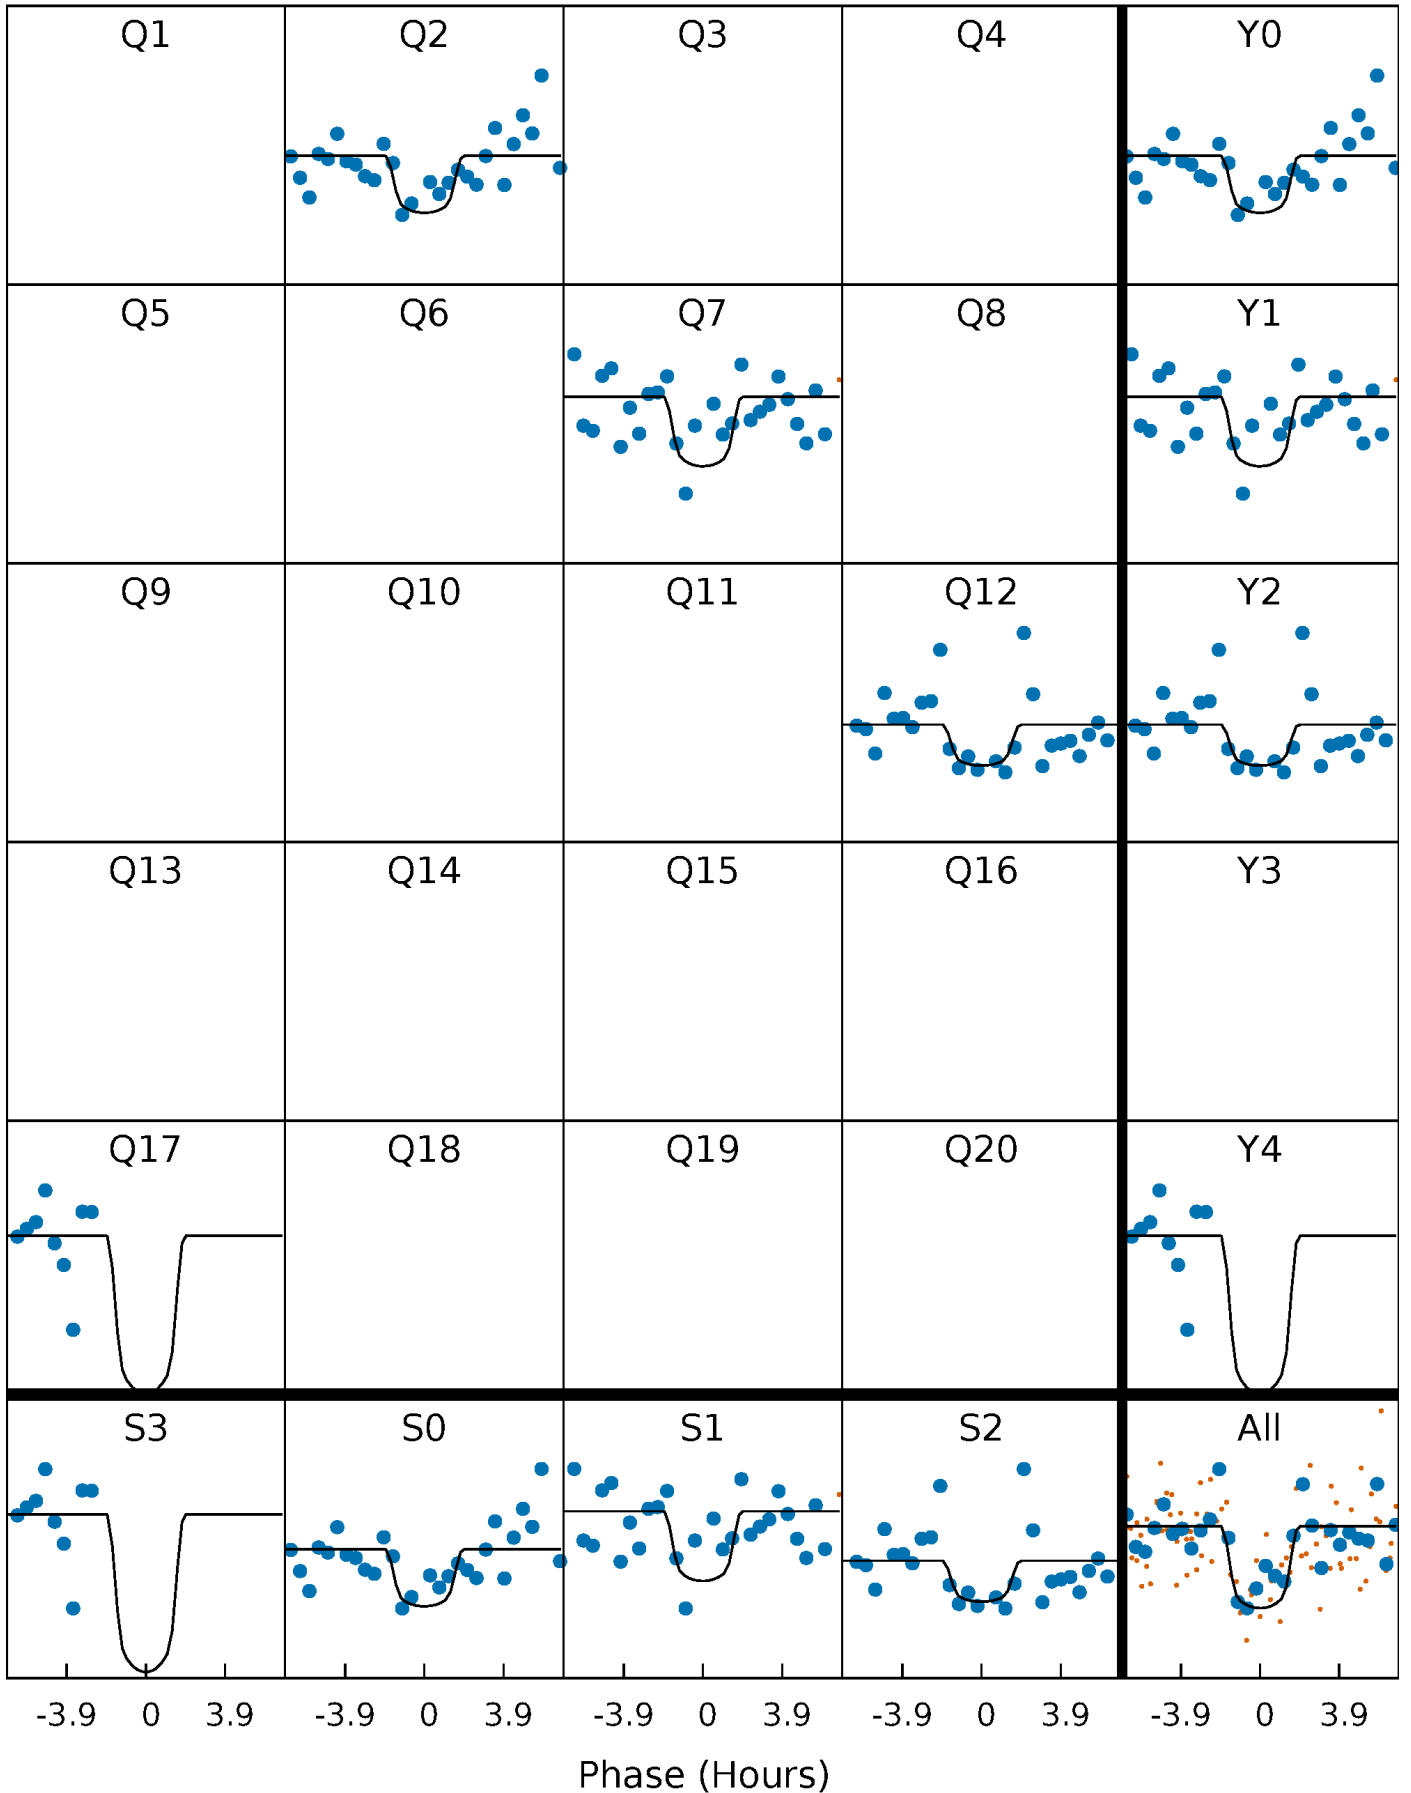 Q1 Q2 Q3 Q4 Y0
Q5 Q6 Q7 Q8 Y1
Q9 Q10 Q11 Q12 Y2
Q13 Q14 Q15 Q16 Y3
Q17 Q18 Q19 Q20 Y4
S3 S0 S1 S2 All
-3.9 0 3.9 -3.9 0 3.9 -3.9 0 3.9 -3.9 0 3.9 -3.9 0 3.9
Phase (Hours)